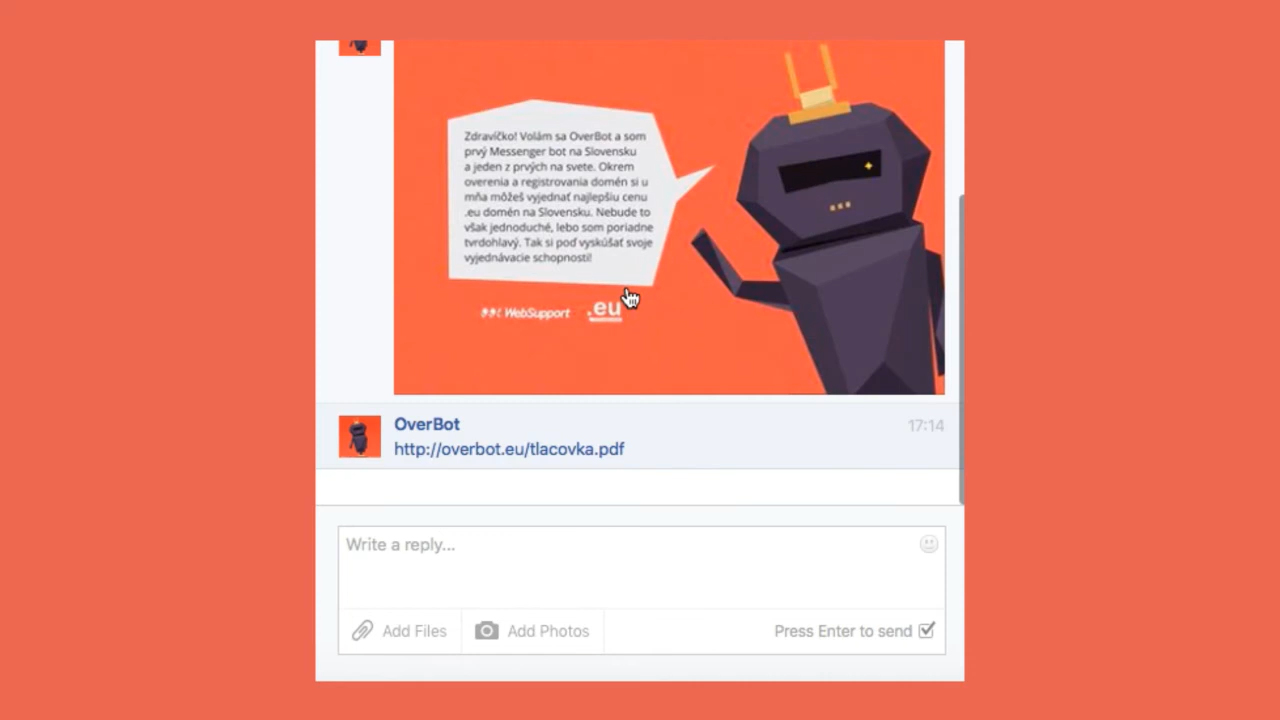 Zdravíčko! Volám sa OverBot a som
prvý Messenger bot na Slovensku
a jeden z prvých na svete. Okrem
overenia a registrovania domén si u
mňa môžeš vyjednať najlepšiu cenu
.eu domén na Slovensku. Nebude to
však jednoduché, lebo som poriadne
tvrdohlavý. Tak si poď vyskúšať svoje
vyjednávacie schopnosti!
WebSupport .eu
OverBot 17:14
http://overbot.eu/tlacovka.pdf
Write a reply...
Add Files Add Photos Press Enter to send